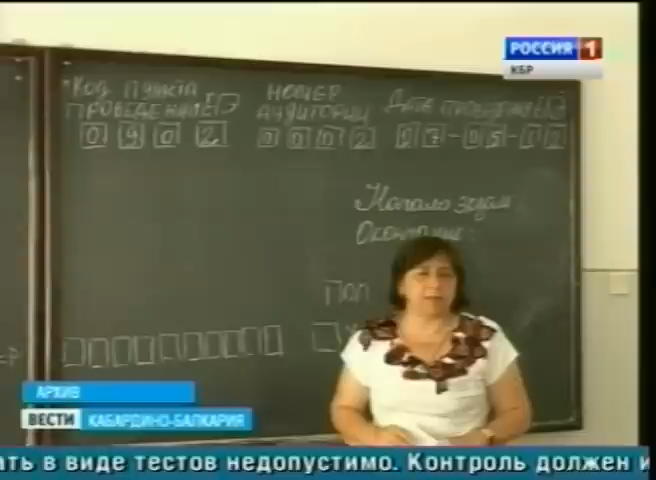 РОССИЯ 1
КБР
Код пункта НОМЕР
ПРОВЕДЕНИЕ ЕГЭ АУДИТОРИИ Дата проведения ЕГЭ
0 9 0 2 0 0 0 2
Начало экзам
Окончание:
Пол
АРХИВ
ВЕСТИ КАБАРДИНО-БАЛКАРИЯ
ать в виде тестов недопустимо. Контроль должен и